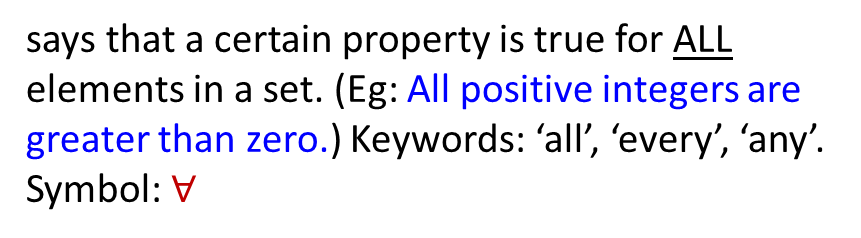 says that a certain property is true for ALL
elements in a set. (Eg: All positive integers are
greater than zero.) Keywords: ‘all’, ‘every’, ‘any’.
Symbol: ∀